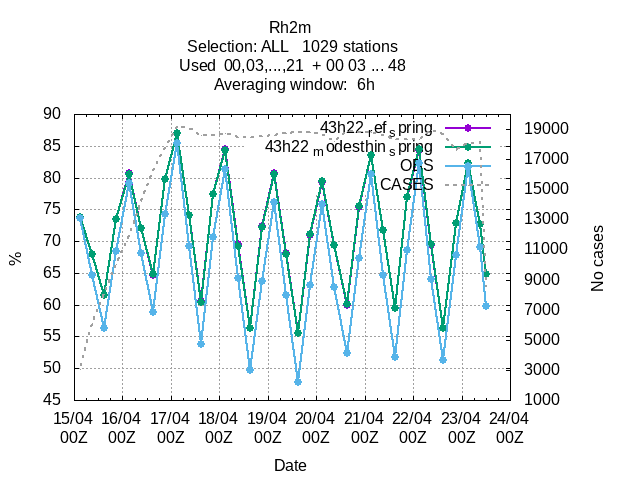 Rh2m
Selection: ALL   1029 stations
Used  00,03,...,21  + 00 03 ... 48
Averaging window:  6h
43h22_ref_spring
43h22_modesthin_spring
OBS
CASES
90
85
80
75
70
65
60
55
50
45
%
19000
17000
15000
13000
11000
9000
7000
5000
3000
1000
No cases
15/04 16/04 17/04 18/04 19/04 20/04 21/04 22/04 23/04 24/04
00Z 00Z 00Z 00Z 00Z 00Z 00Z 00Z 00Z 00Z
Date